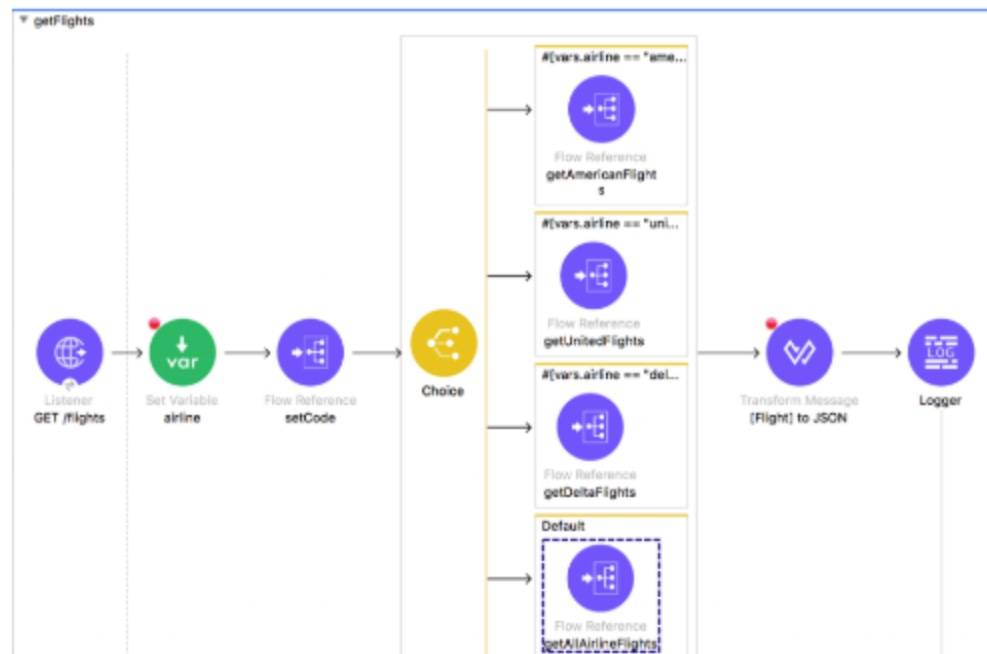 getFlights
#[vars.airline == "ame...
Flow Reference
getAmericanFlight
s
#[vars.airline == "uni...
Flow Reference
getUnitedFlights
Listener
GET /flights
Set Variable
var
airline
Flow Reference
setCode
Choice
#[vars.airline == "del...
Flow Reference
getDeltaFlights
Default
Flow Reference
getAllAirlineFlights
Transform Message
[Flight] to JSON
LOG
Logger